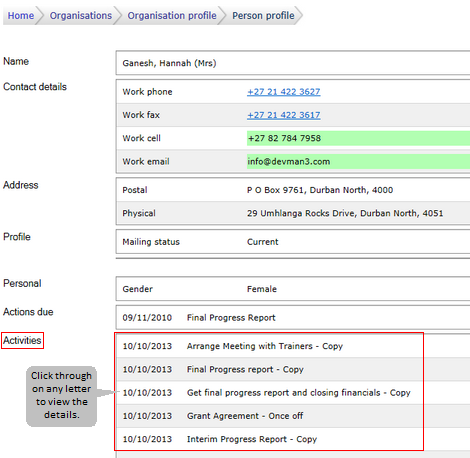 Home Organisations Organisation profile Person profile
Name Ganesh, Hannah (Mrs)
Contact details Work phone +27 21 422 3627
Work fax +27 21 422 3617
Work cell +27 82 784 7958
Work email info@devman3.com
Address Postal P O Box 9761, Durban North, 4000
Physical 29 Umhlanga Rocks Drive, Durban North, 4051
Profile Mailing status Current
Personal Gender Female
Actions due 09/11/2010 Final Progress Report
Activities 10/10/2013 Arrange Meeting with Trainers - Copy
10/10/2013 Final Progress report - Copy
10/10/2013 Get final progress report and closing financials - Copy
10/10/2013 Grant Agreement - Once off
10/10/2013 Interim Progress Report - Copy
Click through
on any letter
to view the
details.